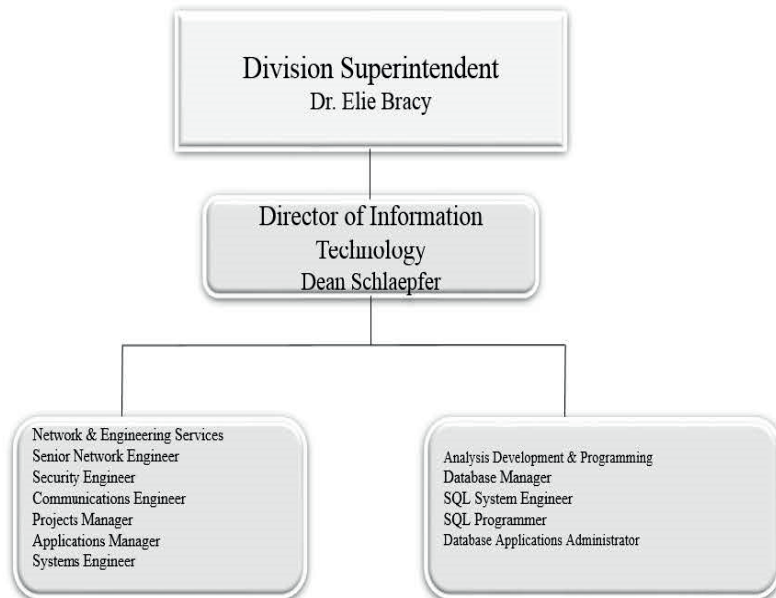 Division Superintendent
Dr. Elie Bracy
Director of Information
Technology
Dean Schlaepfer
Network & Engineering Services
Senior Network Engineer
Security Engineer
Communications Engineer
Projects Manager
Applications Manager
Systems Engineer
Analysis Development & Programming
Database Manager
SQL System Engineer
SQL Programmer
Database Applications Administrator